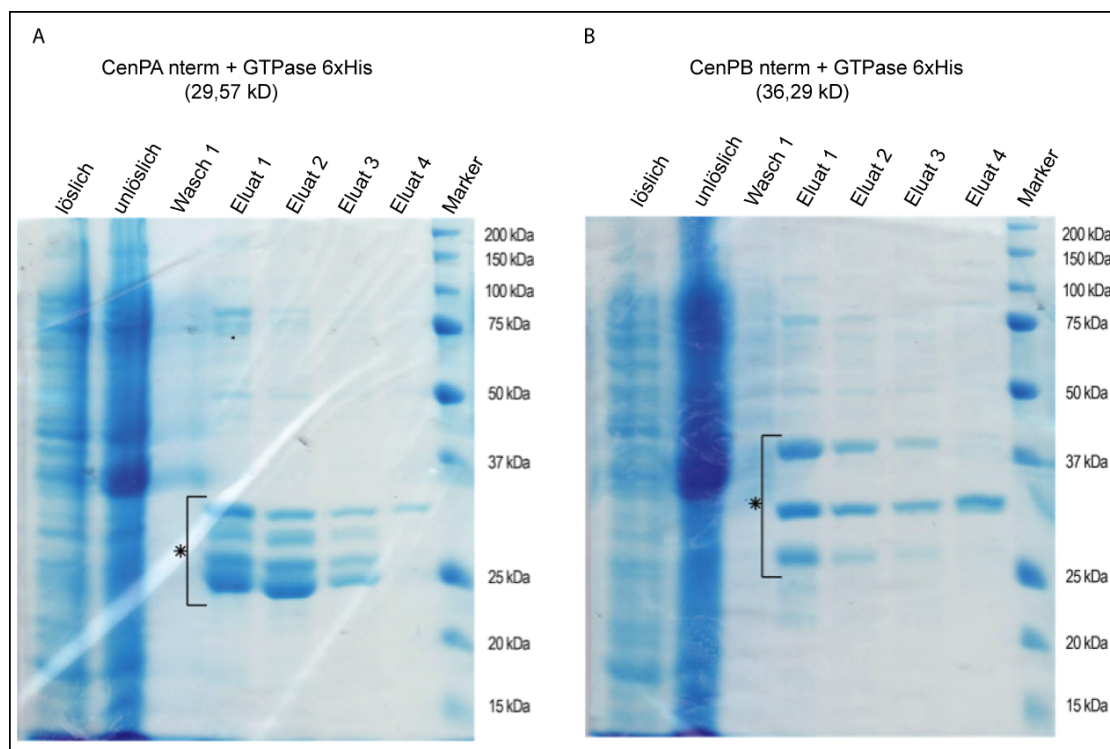 A
CenPA nterm + GTPase 6xHis
(29,57 kD)
löslich
unlöslich
Wasch 1
Eluat 1
Eluat 2
Eluat 3
Eluat 4
Marker
200 kDa
150 kDa
100 kDa
75 kDa
50 kDa
37 kDa
25 kDa
20 kDa
15 kDa
*
B
CenPB nterm + GTPase 6xHis
(36,29 kD)
löslich
unlöslich
Wasch 1
Eluat 1
Eluat 2
Eluat 3
Eluat 4
Marker
200 kDa
150 kDa
100 kDa
75 kDa
50 kDa
37 kDa
25 kDa
20 kDa
15 kDa
*